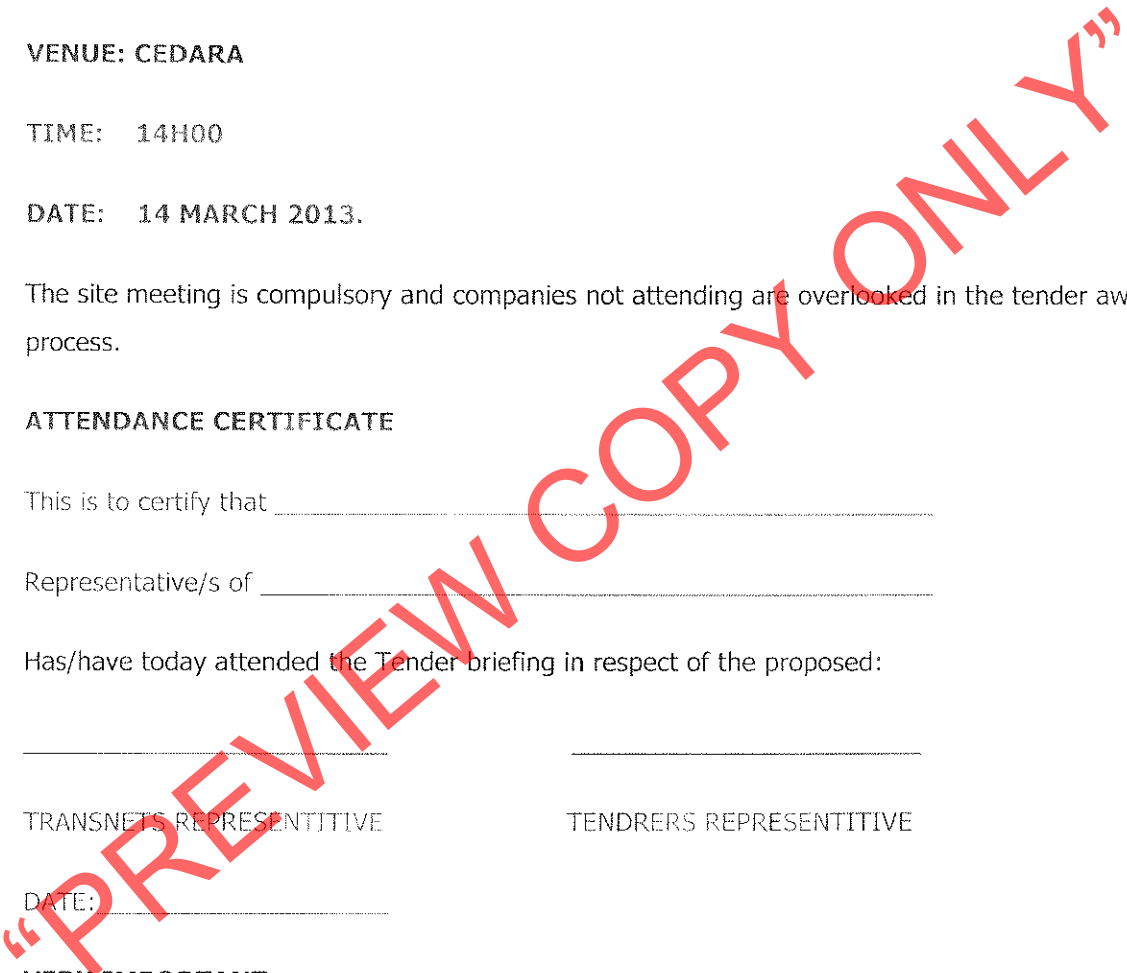 VENUE: CEDARA
TIME: 14H00
DATE: 14 MARCH 2013.
The site meeting is compulsory and companies not attending are overlooked in the tender aw
process.
ATTENDANCE CERTIFICATE
This is to certify that
Representative/s of
Has/have today attended the Tender briefing in respect of the proposed:
TRANSNETS REPRESENTITIVE TENDRERS REPRESENTITIVE
DATE:
"PREVIEW COPY ONLY"